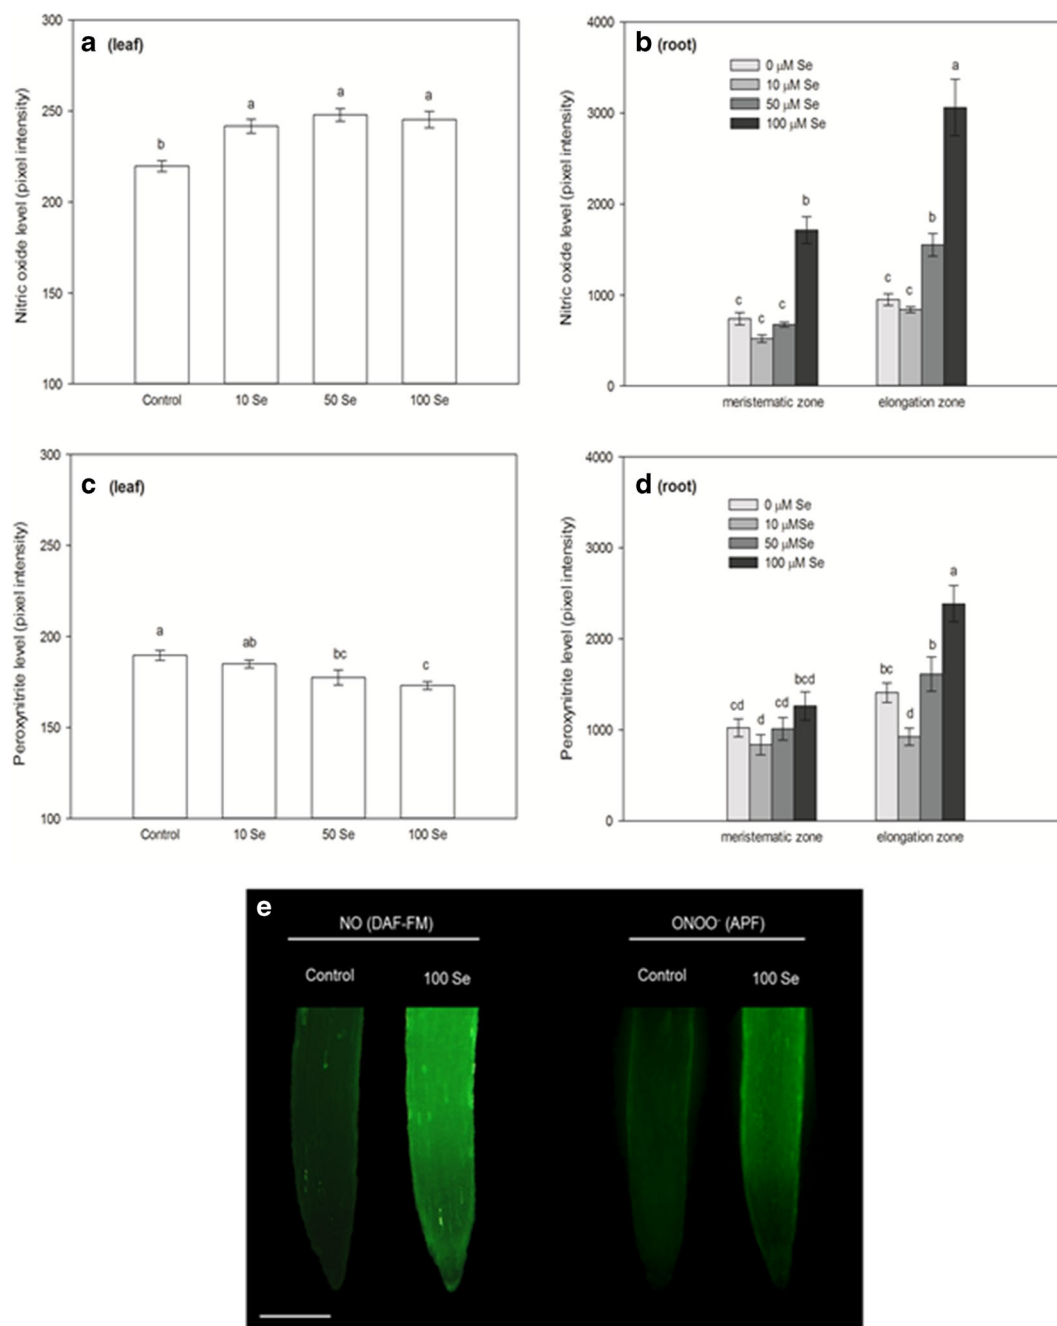 a (leaf)
Nitric oxide level (pixel intensity)
300
250
200
150
100
b
a
a
a
Control 10 Se 50 Se 100 Se
b (root)
Nitric oxide level (pixel intensity)
4000
3000
2000
1000
0
0 μM Se
10 μM Se
50 μM Se
100 μM Se
c
c
c
b
c
c
b
a
meristematic zone elongation zone
c (leaf)
Peroxynitrite level (pixel intensity)
300
250
200
150
100
a
ab
bc
c
Control 10 Se 50 Se 100 Se
d (root)
Peroxynitrite level (pixel intensity)
4000
3000
2000
1000
0
0 μM Se
10 μMSe
50 μMSe
100 μM Se
cd
d
cd
bcd
bc
d
b
a
meristematic zone elongation zone
e
NO (DAF-FM) ONOO⁻ (APF)
Control 100 Se Control 100 Se